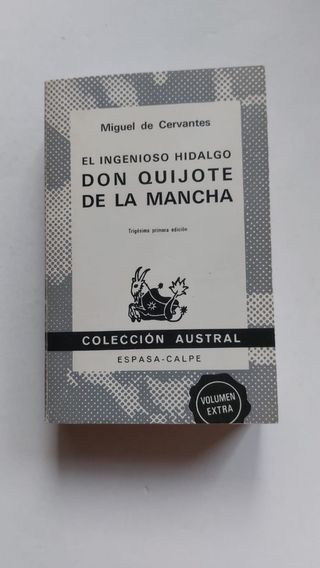 Miguel de Cervantes
EL INGENIOSO HIDALGO
DON QUIJOTE
DE LA MANCHA
Trigésima primera edición
COLECCIÓN AUSTRAL
ESPASA-CALPE
VOLUMEN
EXTRA